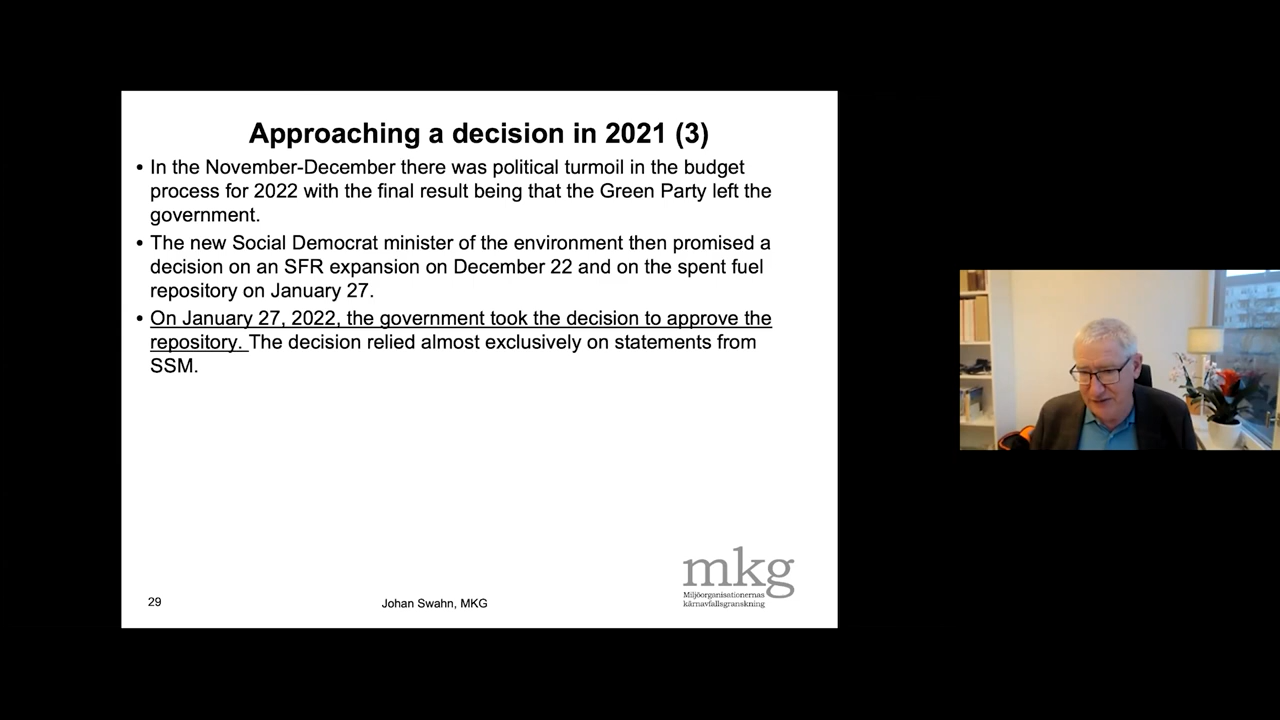 Approaching a decision in 2021 (3)
• In the November-December there was political turmoil in the budget
process for 2022 with the final result being that the Green Party left the
government.
• The new Social Democrat minister of the environment then promised a
decision on an SFR expansion on December 22 and on the spent fuel
repository on January 27.
• On January 27, 2022, the government took the decision to approve the
repository. The decision relied almost exclusively on statements from
SSM.
mkg
Miljöorganisationernas
kärnavfallsgranskning
29
Johan Swahn, MKG